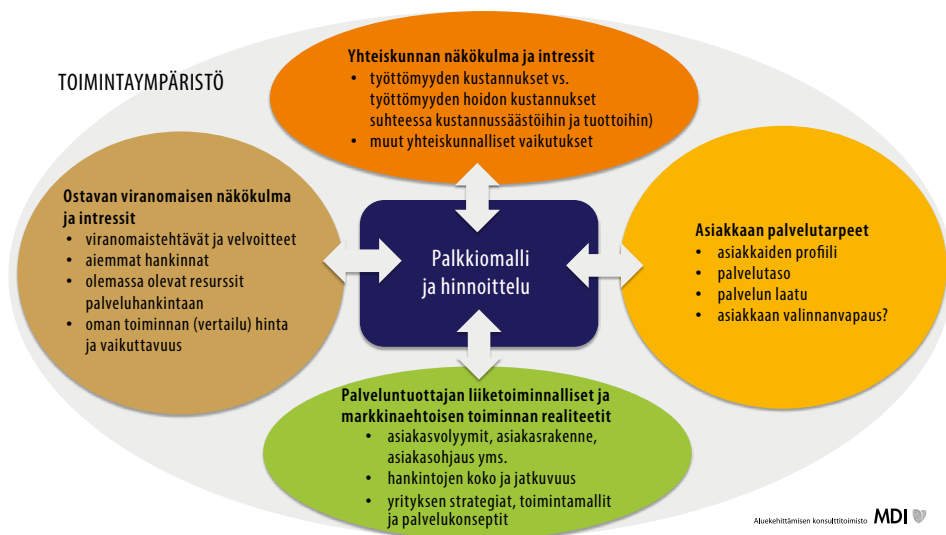 TOIMINTAYMPÄRISTÖ
Yhteiskunnan näkökulma ja intressit
• työttömyyden kustannukset vs.
työttömyyden hoidon kustannukset
suhteessa kustannussäästöihin ja tuottoihin)
• muut yhteiskunnalliset vaikutukset
Ostavan viranomaisen näkökulma
ja intressit
• viranomaistehtävät ja velvoitteet
• aiemmat hankinnat
• olemassa olevat resurssit
palveluhankintaan
• oman toiminnan (vertailu) hinta
ja vaikuttavuus
Palkkiomalli
ja hinnoittelu
Asiakkaan palvelutarpeet
• asiakkaiden profiili
• palvelutaso
• palvelun laatu
• asiakkaan valinnanvapaus?
Palveluntuottajan liiketoiminnalliset ja
markkinaehtoisen toiminnan realiteetit
• asiakasvolyymit, asiakasrakenne,
asiakasohjaus yms.
• hankintojen koko ja jatkuvuus
• yrityksen strategiat, toimintamallit
ja palvelukonseptit
Aluekehittämisen konsulttitoimisto MDI